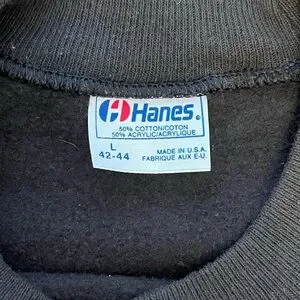 Hanes®
50% COTTON/COTON
50% ACRYLIC/ACRYLIQUE
L
42-44
MADE IN U.S.A.
FABRIQUE AUX E-U.